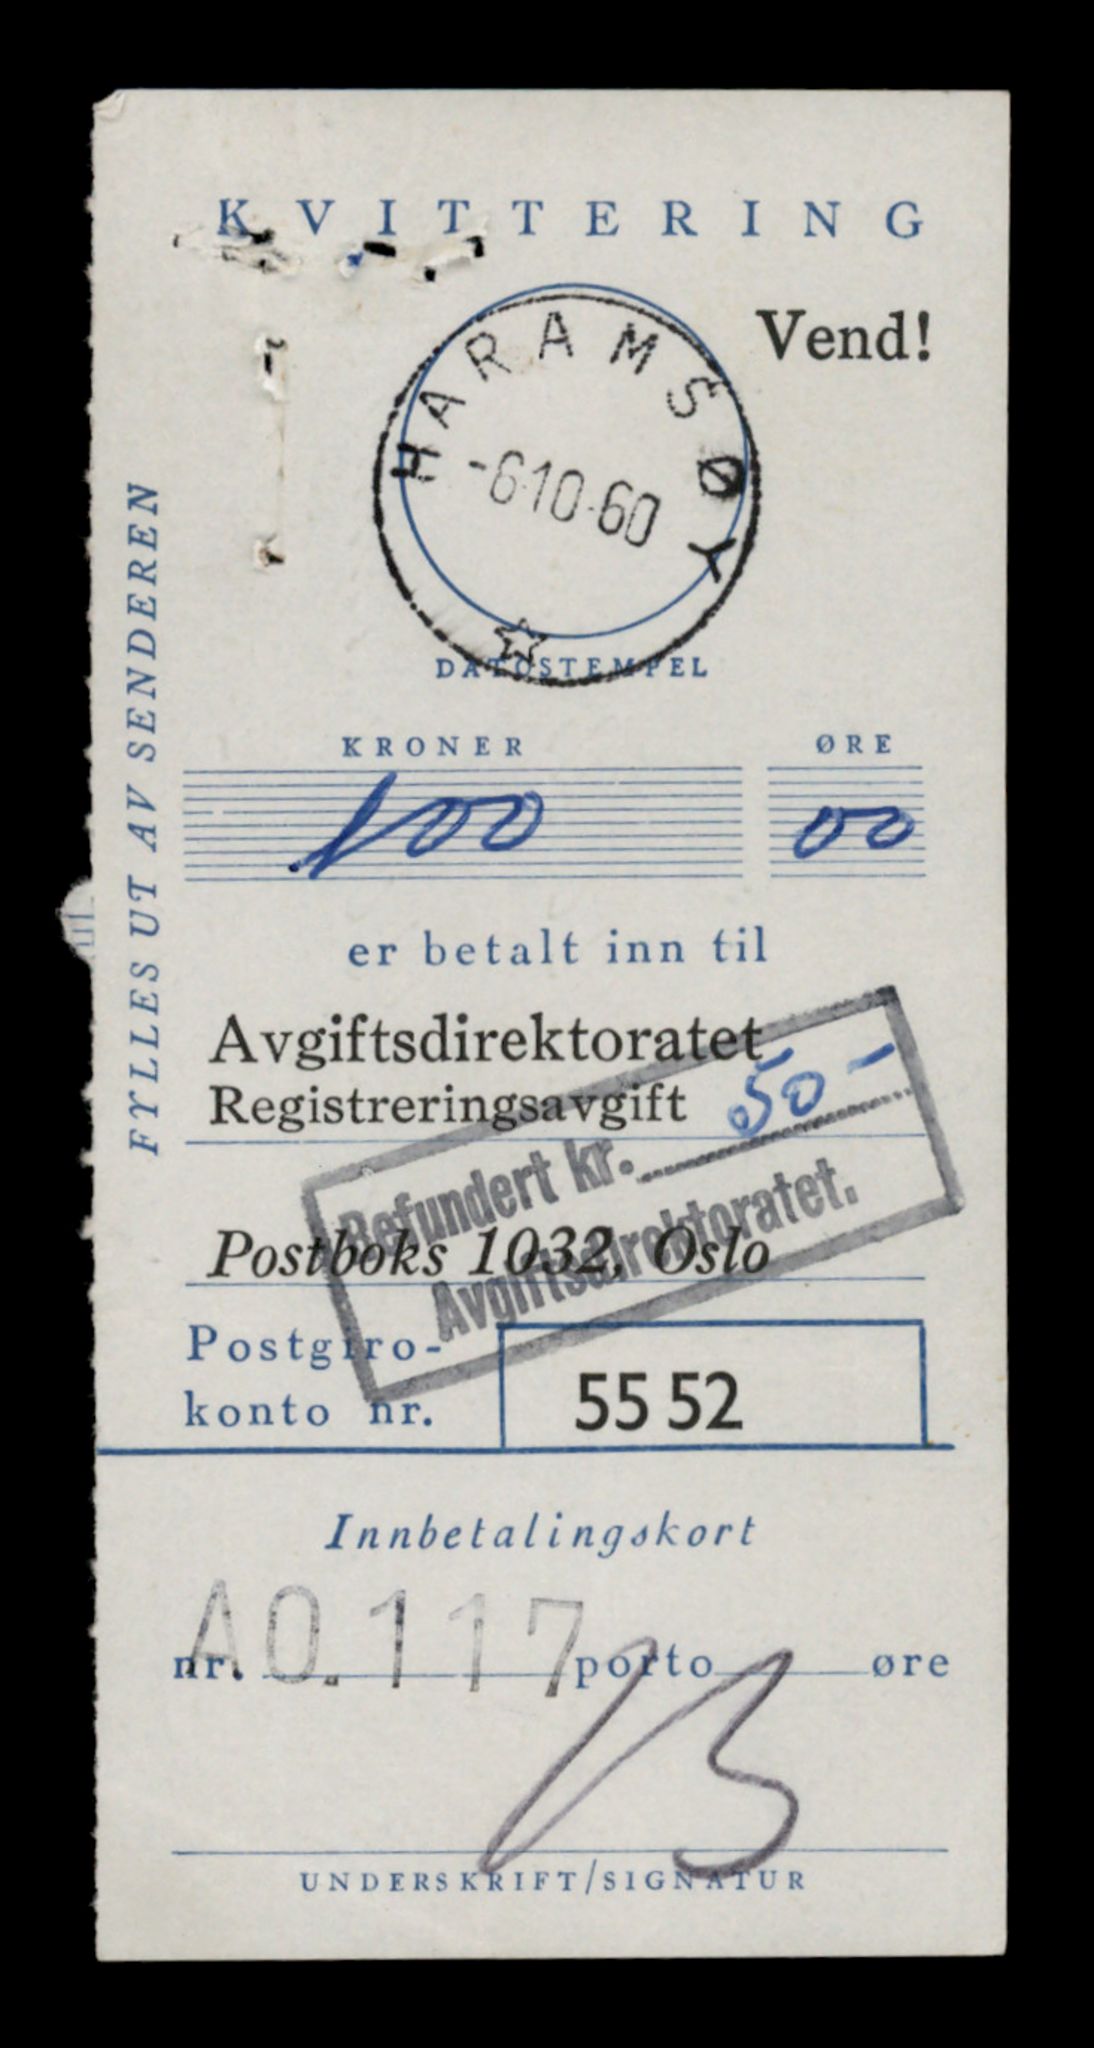 KVITTERING
Vend!
HARAMSØY
-6.10.60
DATOSTEMPEL
FYLLES UT AV SENDEREN
KRONER ØRE
100 00
er betalt inn til
Avgiftsdirektoratet
Registreringsavgift
Refundert kr. 50-
Avgiftsdirektoratet.
Postboks 1032, Oslo
Postgiro-
konto nr. 55 52
Innbetalingskort
nr. A0.117 porto øre
UNDERSKRIFT/SIGNATUR